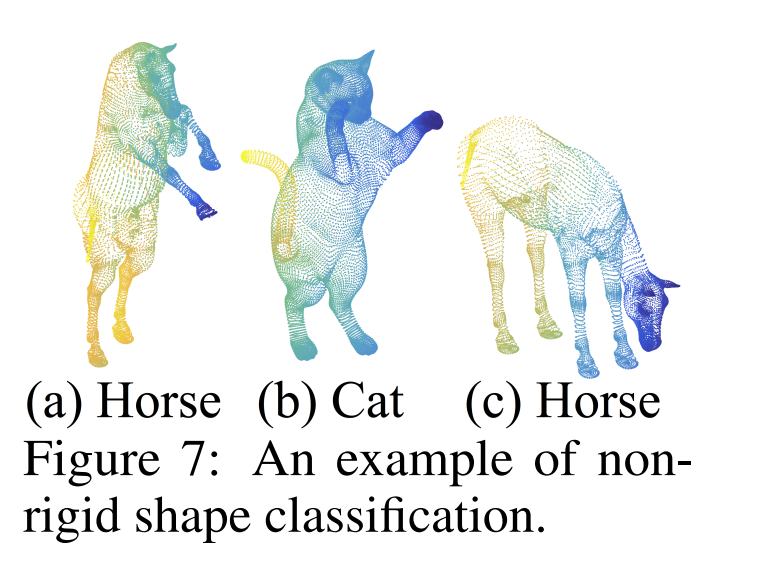 (a) Horse (b) Cat (c) Horse
Figure 7: An example of non-
rigid shape classification.